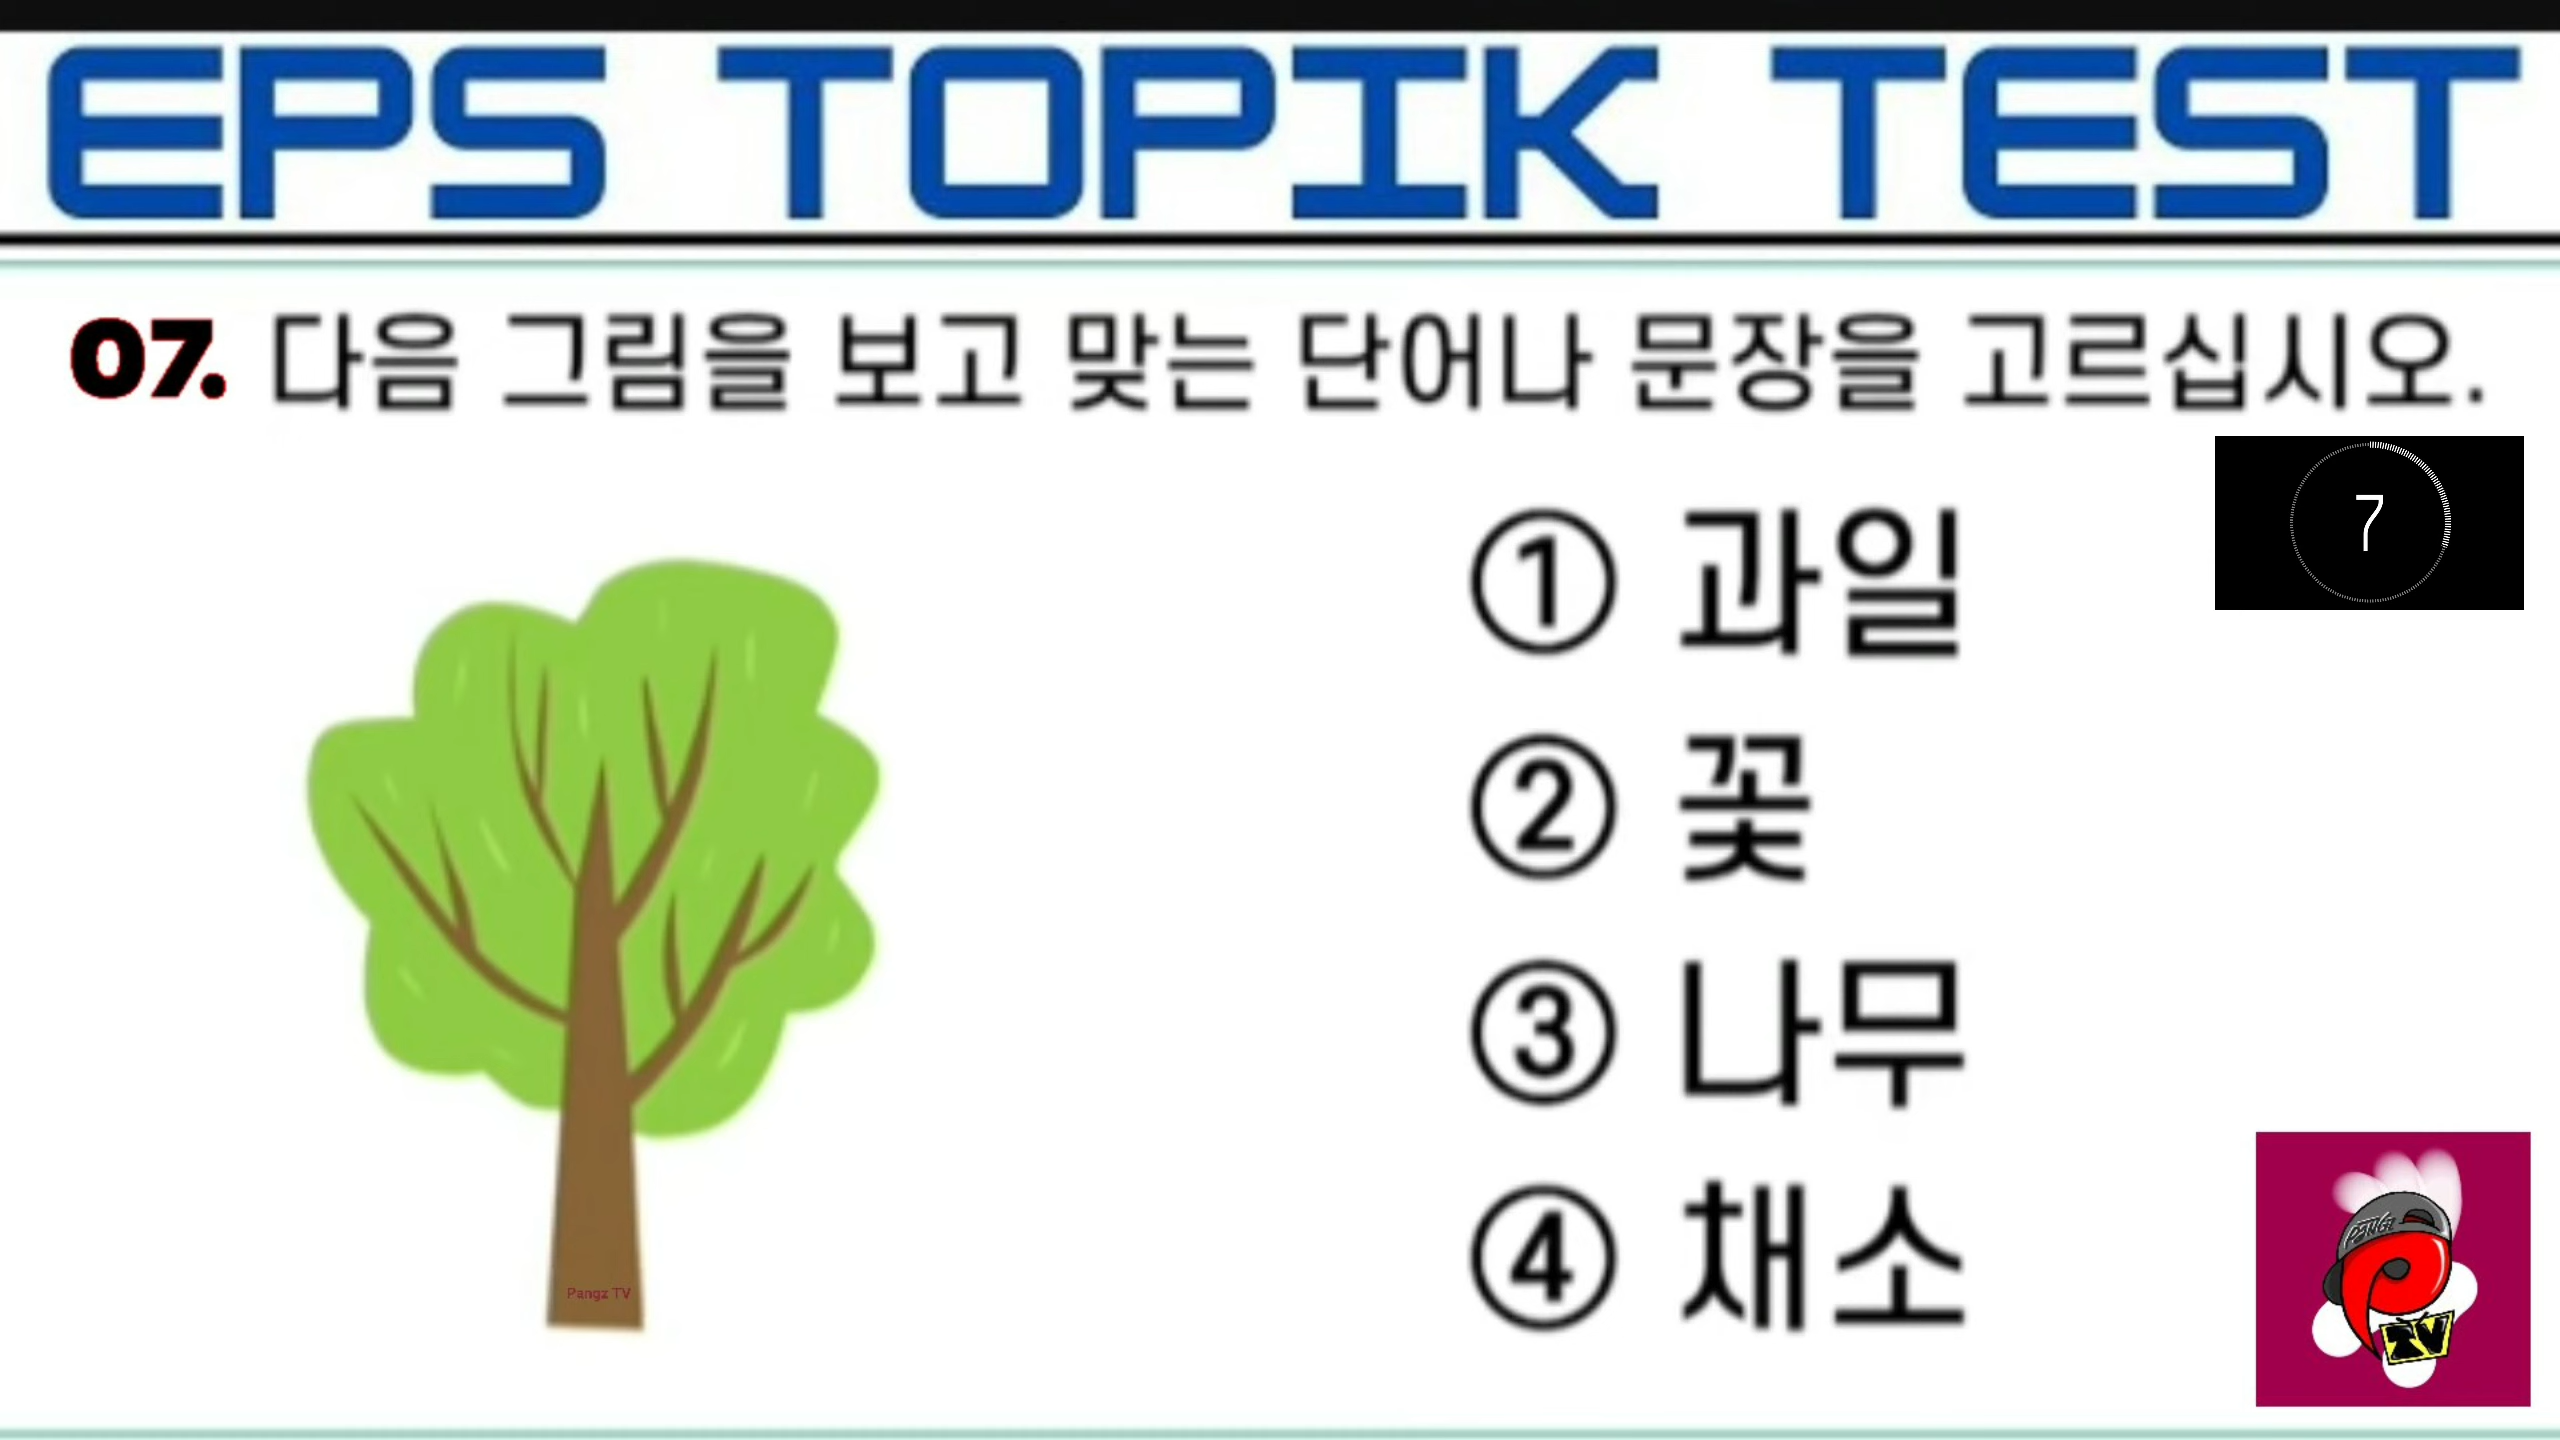 EPS TOPIK TEST
07. 다음 그림을 보고 맞는 단어나 문장을 고르십시오.
7
① 과일
② 꽃
③ 나무
④ 채소
Pangz TV
PANGZ
TV